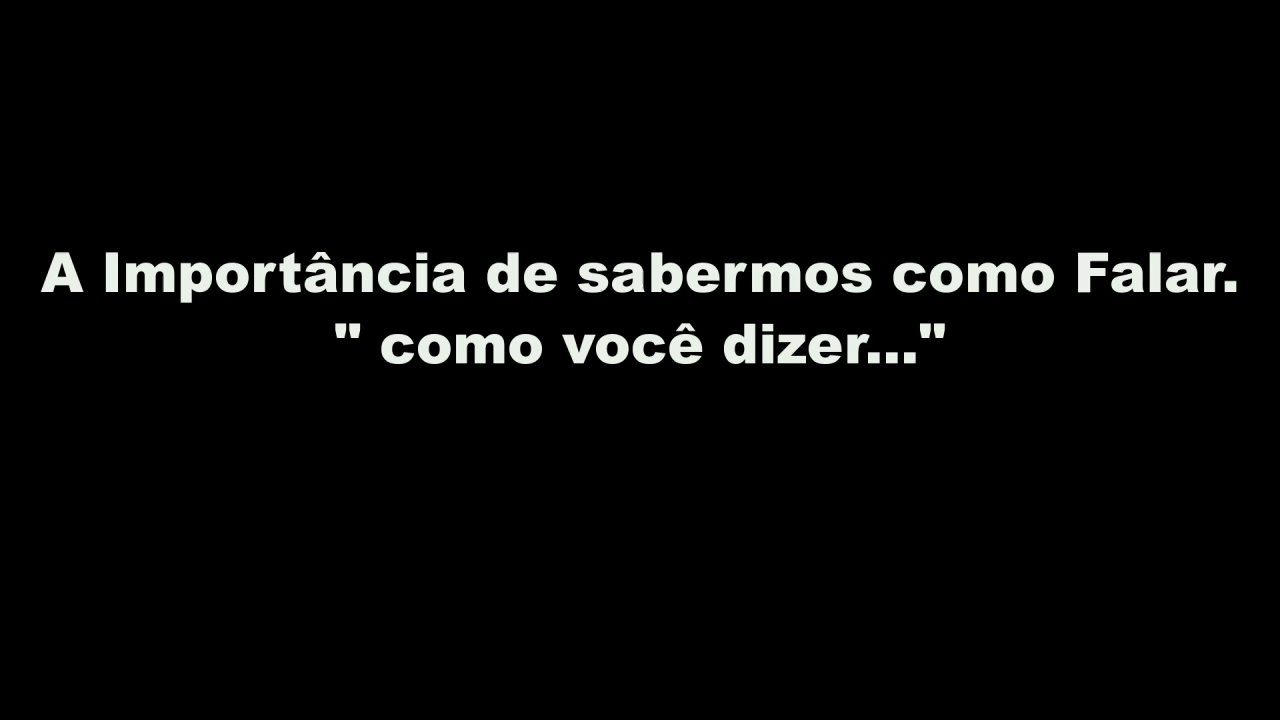 A Importância de sabermos como Falar.
" como você dizer..."